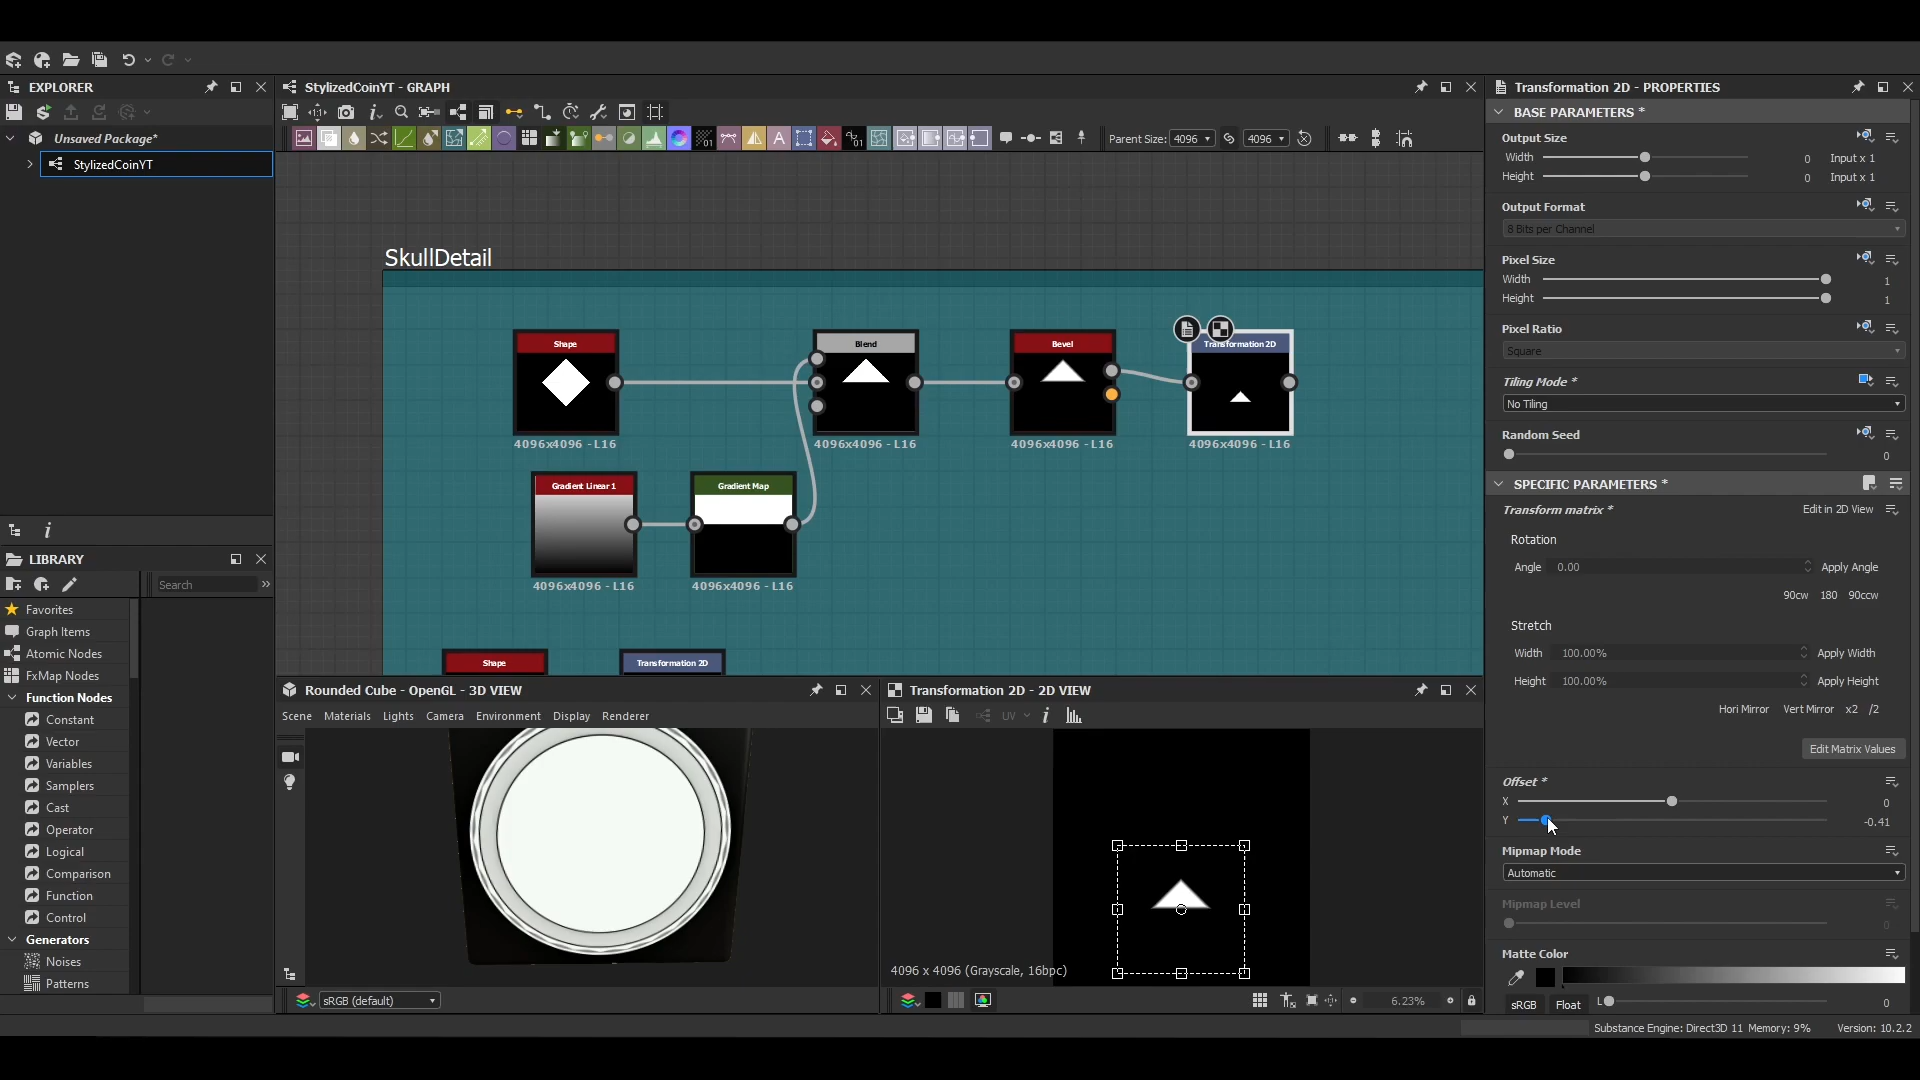 EXPLORER
Unsaved Package*
StylizedCoinYT
StylizedCoinYT - GRAPH
Parent Size: 4096 4096
SkullDetail
Shape
4096x4096 - L16
Blend
4096x4096 - L16
Bevel
4096x4096 - L16
Transformation 2D
4096x4096 - L16
Gradient Linear 1
4096x4096 - L16
Gradient Map
4096x4096 - L16
Shape
Transformation 2D
LIBRARY
Search
Favorites
Graph Items
Atomic Nodes
FxMap Nodes
Function Nodes
Constant
Vector
Variables
Samplers
Cast
Operator
Logical
Comparison
Function
Control
Generators
Noises
Patterns
Rounded Cube - OpenGL - 3D VIEW
Scene Materials Lights Camera Environment Display Renderer
sRGB (default)
Transformation 2D - 2D VIEW
UV
4096 x 4096 (Grayscale, 16bpc)
6.23%
Transformation 2D - PROPERTIES
BASE PARAMETERS *
Output Size
Width 0 Input x 1
Height 0 Input x 1
Output Format
8 Bits per Channel
Pixel Size
Width 1
Height 1
Pixel Ratio
Square
Tiling Mode *
No Tiling
Random Seed
0
SPECIFIC PARAMETERS *
Transform matrix * Edit in 2D View
Rotation
Angle 0.00 Apply Angle
90cw 180 90ccw
Stretch
Width 100.00% Apply Width
Height 100.00% Apply Height
Hori Mirror Vert Mirror x2 /2
Edit Matrix Values
Offset *
X 0
Y -0.41
Mipmap Mode
Automatic
Mipmap Level
0
Matte Color
sRGB Float L 0
Substance Engine: Direct3D 11 Memory: 9% Version: 10.2.2